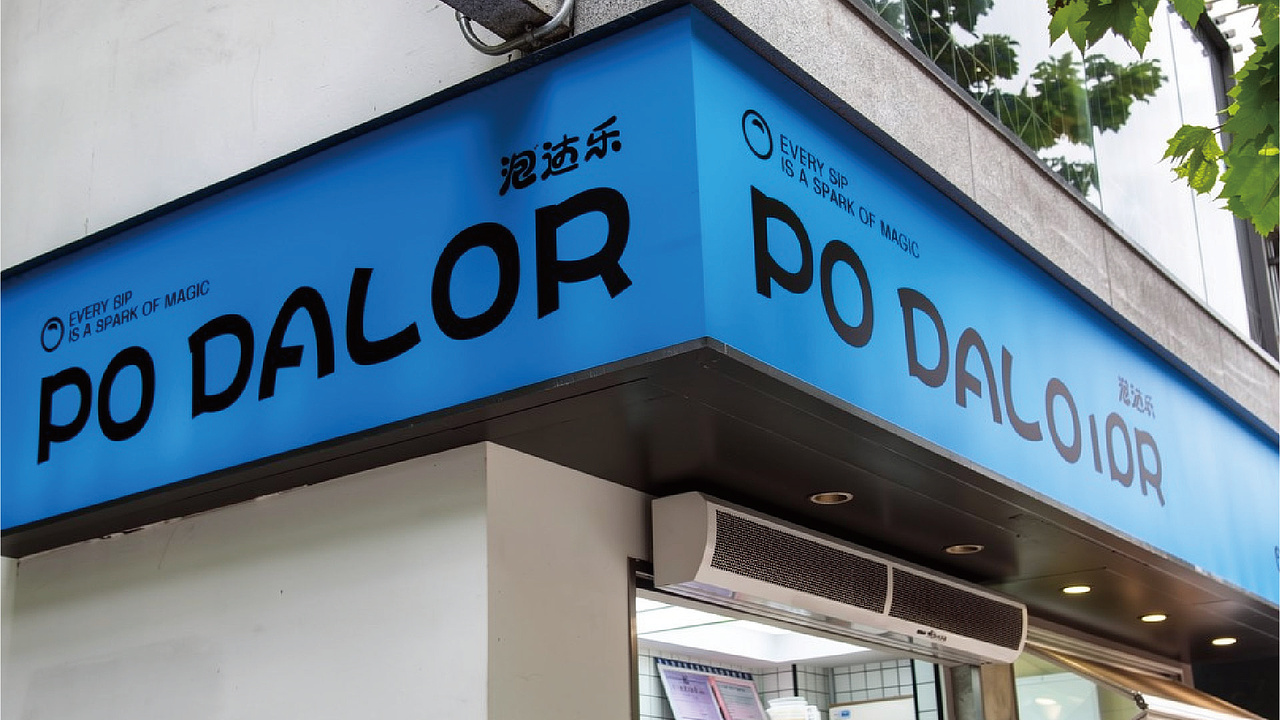 泡达乐
EVERY SIP
IS A SPARK OF MAGIC
PO DALOR
EVERY SIP
IS A SPARK OF MAGIC
泡达乐
PO DALOIDR